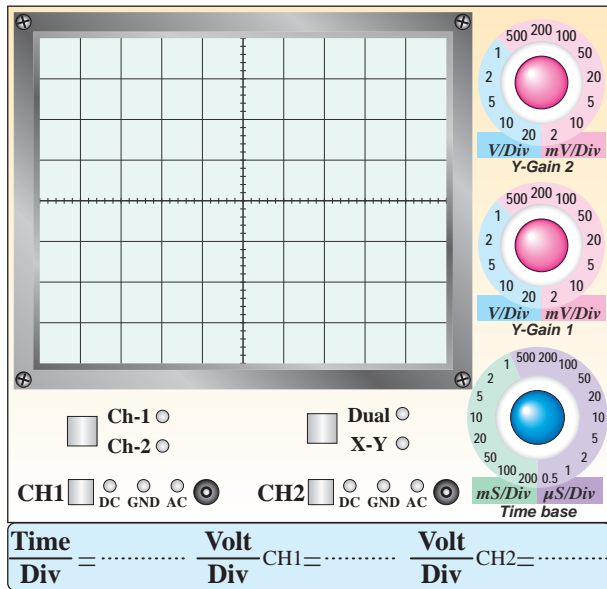 500 200 100
1 50
2 20
5 10
10 2
20
V/Div mV/Div
Y-Gain 2
500 200 100
1 50
2 20
5 10
10 2
20
V/Div mV/Div
Y-Gain 1
500 200 100
1 50
2 20
5 10
10 5
20 2
50 1
100 200 0.5
mS/Div µS/Div
Time base
Ch-1
Ch-2
Dual
X-Y
CH1 DC GND AC
CH2 DC GND AC
Time/Div = ............ Volt/Div CH1= ............ Volt/Div CH2= ............